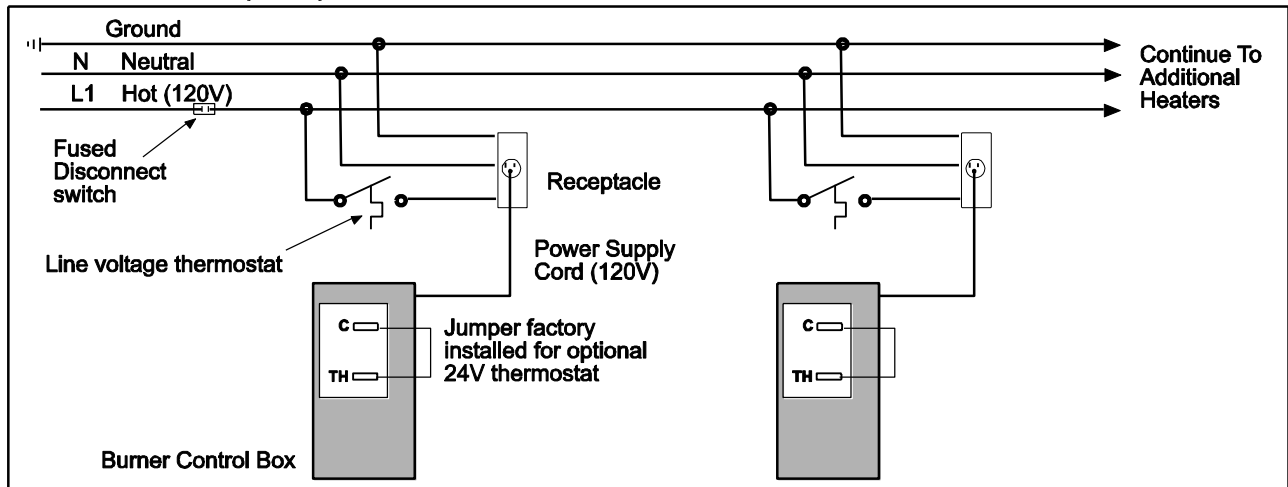 Ground
N Neutral
L1 Hot (120V)
Continue To
Additional
Heaters
Fused
Disconnect
switch
Receptacle
Line voltage thermostat
Power Supply
Cord (120V)
C
TH
Jumper factory
installed for optional
24V thermostat
C
TH
Burner Control Box